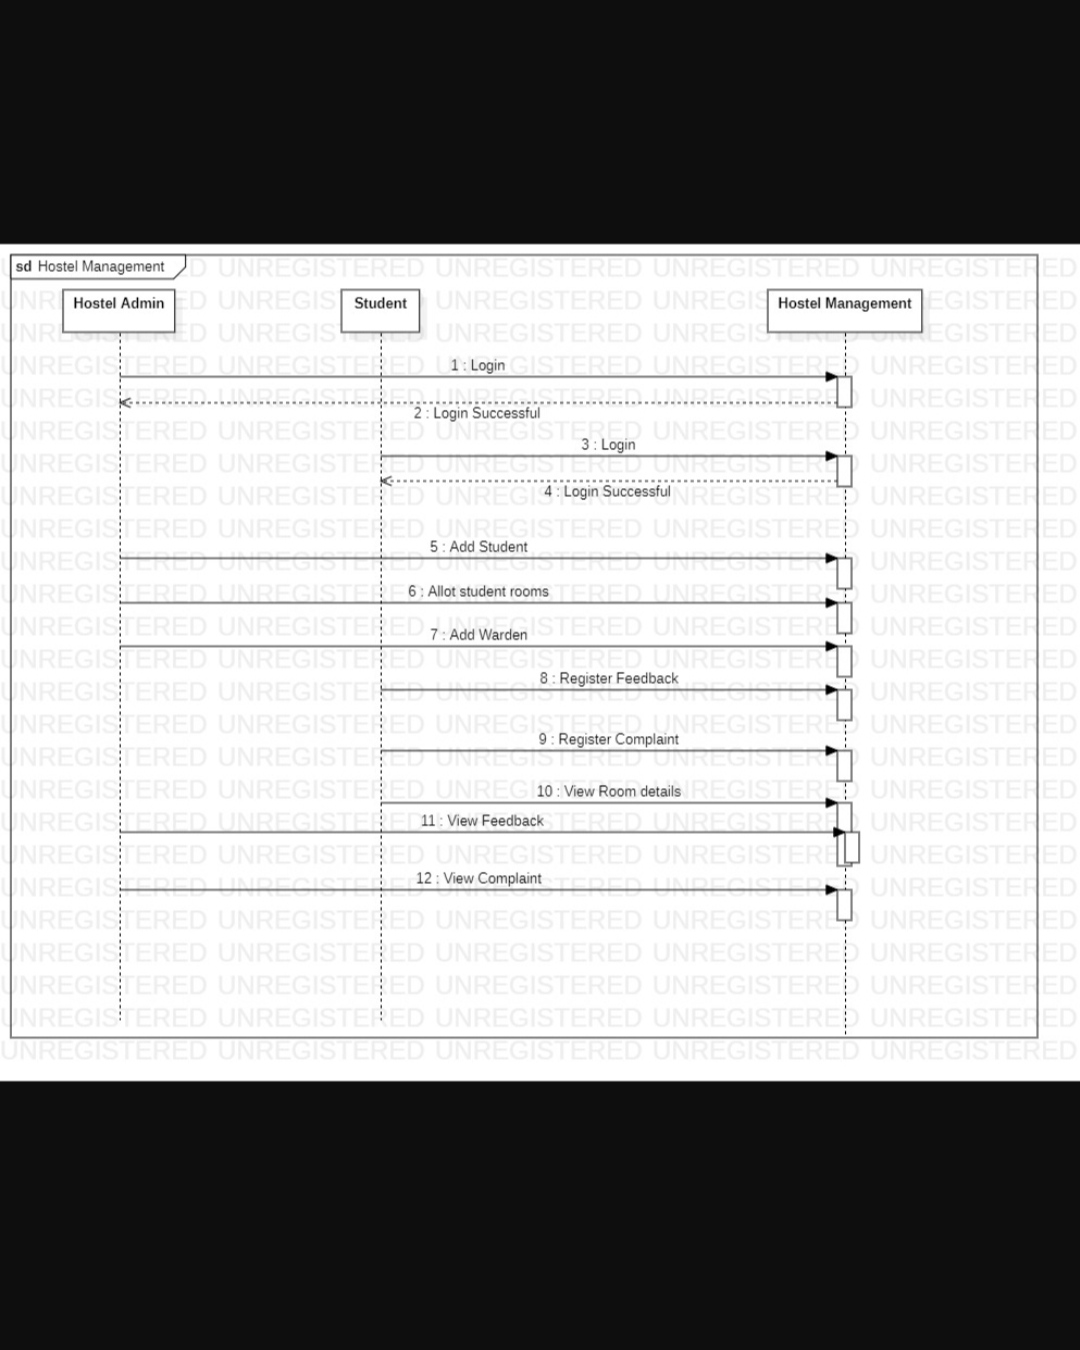 sd Hostel Management
Hostel Admin
Student
Hostel Management
1 : Login
2 : Login Successful
3 : Login
4 : Login Successful
5 : Add Student
6 : Allot student rooms
7 : Add Warden
8 : Register Feedback
9 : Register Complaint
10 : View Room details
11 : View Feedback
12 : View Complaint
UNREGISTERED UNREGISTERED UNREGISTERED UNREGISTERED UNREGISTERED